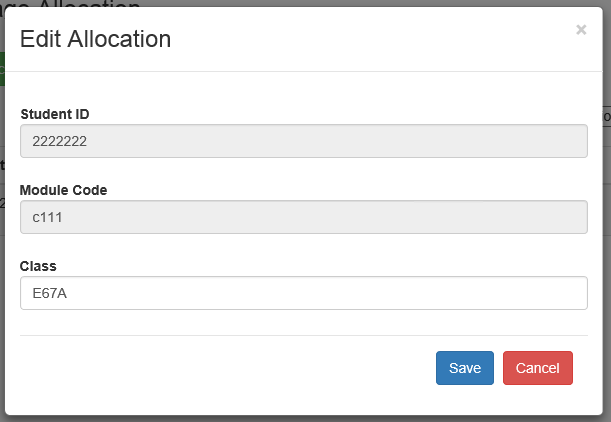 Edit Allocation
×
Student ID
2222222
Module Code
c111
Class
E67A
Save
Cancel